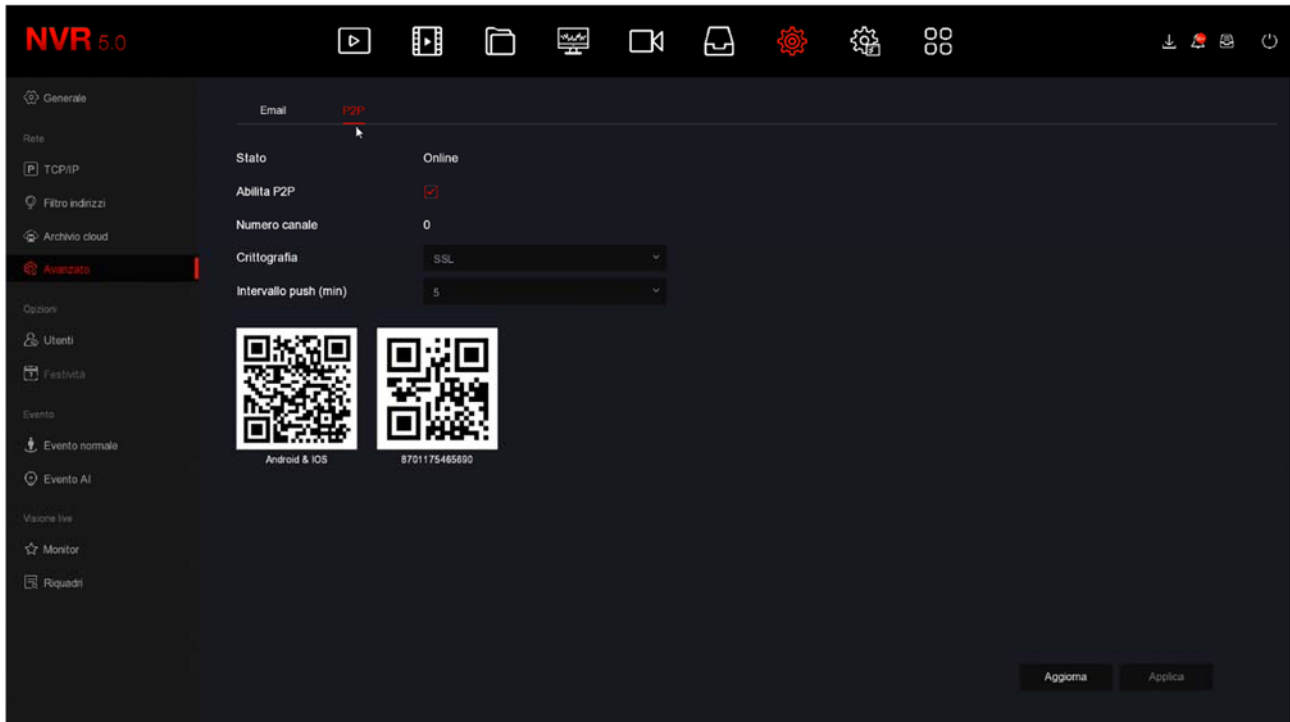 NVR 5.0
Generale
Rete
TCP/IP
Filtro indirizzi
Archivio cloud
Avanzato
Opzioni
Utenti
Festività
Evento
Evento normale
Evento AI
Visione live
Monitor
Riquadri
Email P2P
Stato Online
Abilita P2P
Numero canale 0
Crittografia SSL
Intervallo push (min) 5
Android & IOS 8701175465690
Aggiorna Applica